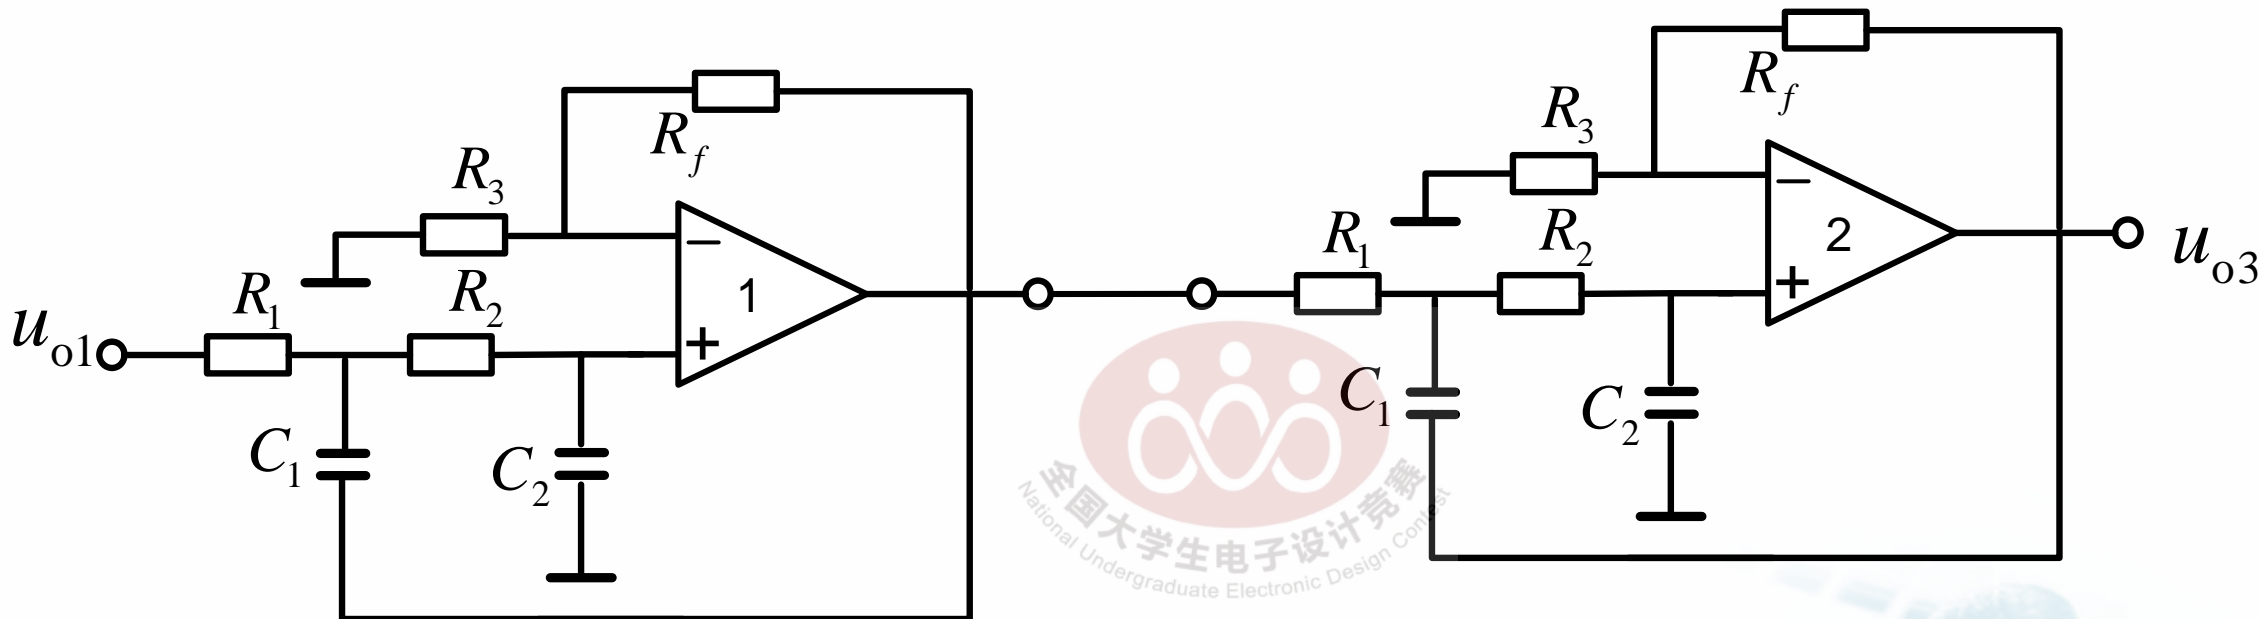 R_f
R_3
R_1
R_2
u_o1
C_1
C_2
−
+
1
R_f
R_3
R_1
R_2
C_1
C_2
−
+
2
u_o3
全国大学生电子设计竞赛
National Undergraduate Electronic Design Contest